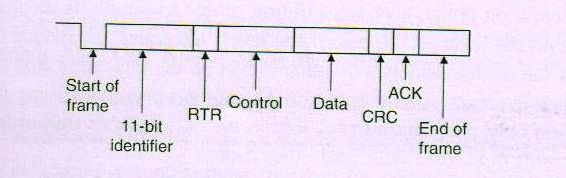 Start of
frame
11-bit
identifier
RTR
Control
Data
CRC
ACK
End of
frame